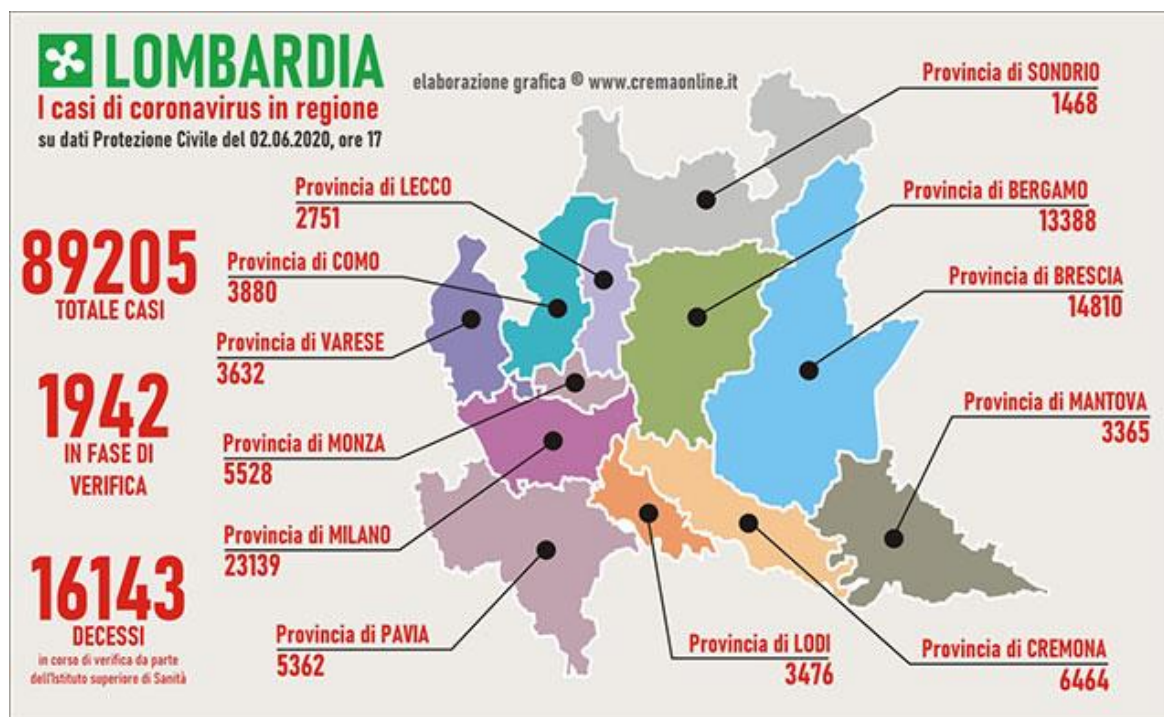 LOMBARDIA
I casi di coronavirus in regione
su dati Protezione Civile del 02.06.2020, ore 17
elaborazione grafica © www.cremaonline.it
Provincia di SONDRIO
1468
Provincia di LECCO
2751
Provincia di BERGAMO
13388
89205
TOTALE CASI
Provincia di COMO
3880
Provincia di BRESCIA
14810
Provincia di VARESE
3632
1942
IN FASE DI
VERIFICA
Provincia di MANTOVA
3365
Provincia di MONZA
5528
Provincia di MILANO
23139
16143
DECESSI
in corso di verifica da parte
dell'Istituto superiore di Sanità
Provincia di PAVIA
5362
Provincia di LODI
3476
Provincia di CREMONA
6464